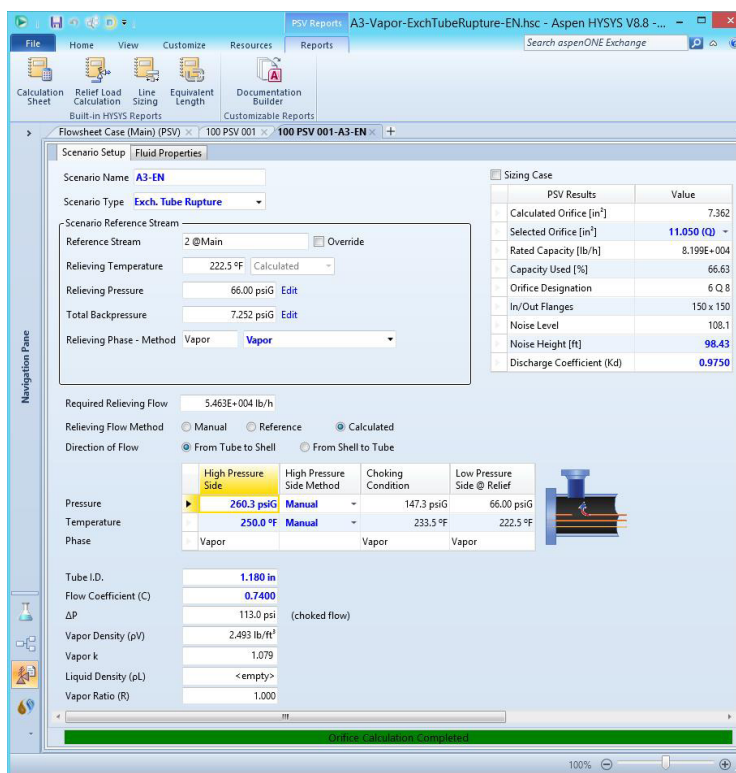 PSV Reports A3-Vapor-ExchTubeRupture-EN.hsc - Aspen HYSYS V8.8 -...
File Home View Customize Resources Reports Search aspenONE Exchange
Calculation Sheet Relief Load Calculation Line Sizing Equivalent Length Documentation Builder
Built-in HYSYS Reports Customizable Reports
Flowsheet Case (Main) (PSV) 100 PSV 001 100 PSV 001-A3-EN
Scenario Setup Fluid Properties
Scenario Name A3-EN
Scenario Type Exch. Tube Rupture
Scenario Reference Stream
Reference Stream 2 @Main Override
Relieving Temperature 222.5 ºF Calculated
Relieving Pressure 66.00 psiG Edit
Total Backpressure 7.252 psiG Edit
Relieving Phase - Method Vapor Vapor
Sizing Case
PSV Results Value
Calculated Orifice [in²] 7.362
Selected Orifice [in²] 11.050 (Q)
Rated Capacity [lb/h] 8.199E+004
Capacity Used [%] 66.63
Orifice Designation 6 Q 8
In/Out Flanges 150 x 150
Noise Level 108.1
Noise Height [ft] 98.43
Discharge Coefficient (Kd) 0.9750
Navigation Pane
Required Relieving Flow 5.463E+004 lb/h
Relieving Flow Method Manual Reference Calculated
Direction of Flow From Tube to Shell From Shell to Tube
High Pressure Side High Pressure Side Method Choking Condition Low Pressure Side @ Relief
Pressure 260.3 psiG Manual 147.3 psiG 66.00 psiG
Temperature 250.0 ºF Manual 233.5 ºF 222.5 ºF
Phase Vapor Vapor Vapor
Tube I.D. 1.180 in
Flow Coefficient (C) 0.7400
ΔP 113.0 psi (choked flow)
Vapor Density (ρV) 2.493 lb/ft³
Vapor k 1.079
Liquid Density (ρL) <empty>
Vapor Ratio (R) 1.000
Orifice Calculation Completed
100%